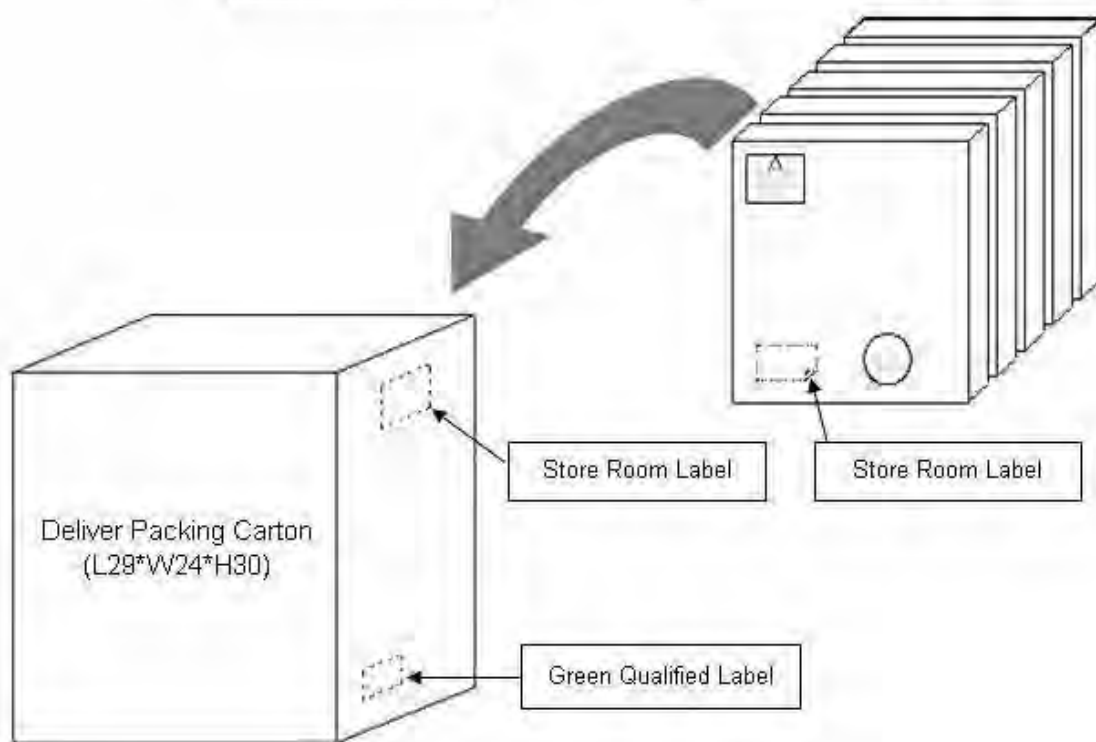 A
Store Room Label
Store Room Label
Deliver Packing Carton
(L29*W24*H30)
Green Qualified Label